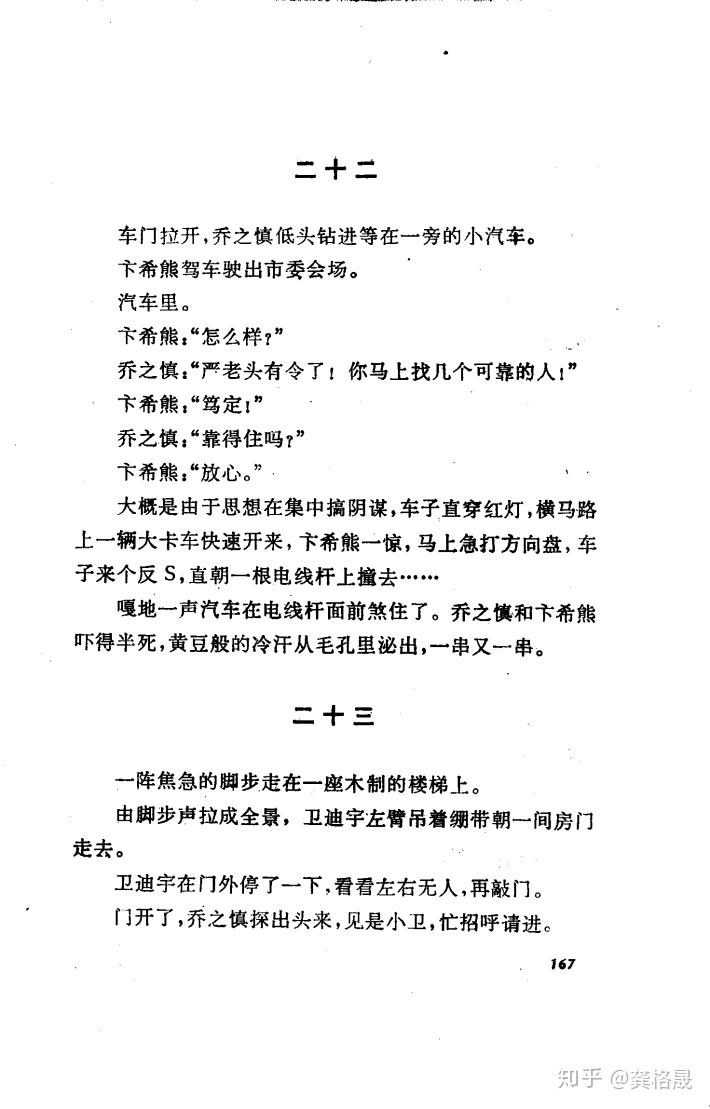 二十二
车门拉开，乔之慎低头钻进等在一旁的小汽车。
卞希熊驾车驶出市委会场。
汽车里。
卞希熊：“怎么样？”
乔之慎：“严老头有令了！你马上找几个可靠的人！”
卞希熊：“笃定！”
乔之慎：“靠得住吗？”
卞希熊：“放心。”
大概是由于思想在集中搞阴谋，车子直穿红灯，横马路
上一辆大卡车快速开来，卞希熊一惊，马上急打方向盘，车
子来个反S，直朝一根电线杆上撞去……
嘎地一声汽车在电线杆面前煞住了。乔之慎和卞希熊
吓得半死，黄豆般的冷汗从毛孔里泌出，一串又一串。
二十三
一阵焦急的脚步走在一座木制的楼梯上。
由脚步声拉成全景，卫迪宇左臂吊着绷带朝一间房门
走去。
卫迪宇在门外停了一下，看看左右无人，再敲门。
门开了，乔之慎探出头来，见是小卫，忙招呼请进。
167
知乎 @龚格晟